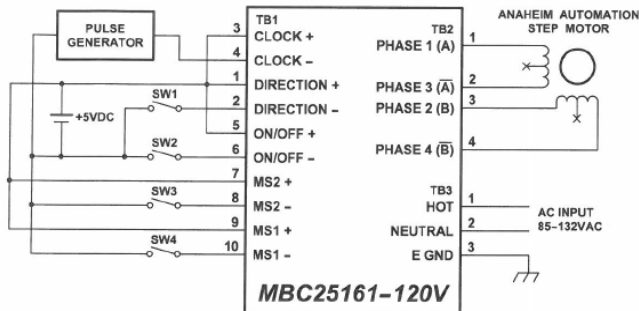 PULSE
GENERATOR
+5VDC
SW1
SW2
SW3
SW4
TB1
3 CLOCK +
4 CLOCK –
1 DIRECTION +
2 DIRECTION –
5 ON/OFF +
6 ON/OFF –
7 MS2 +
8 MS2 –
9 MS1 +
10 MS1 –
TB2
PHASE 1 (A) 1
PHASE 3 (A̅) 2
PHASE 2 (B) 3
PHASE 4 (B̅) 4
TB3
HOT 1
NEUTRAL 2
E GND 3
MBC25161–120V
ANAHEIM AUTOMATION
STEP MOTOR
AC INPUT
85–132VAC